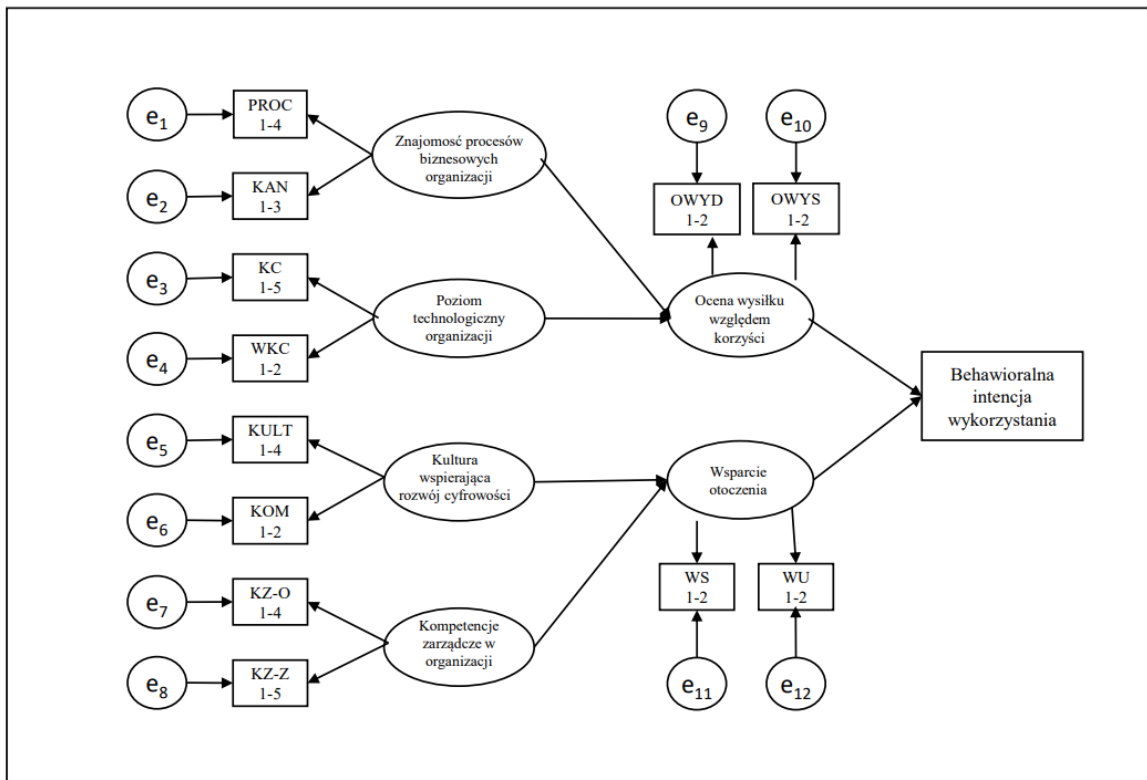 e1
PROC
1-4
Znajomość procesów
biznesowych
organizacji
e2
KAN
1-3
e3
KC
1-5
Poziom
technologiczny
organizacji
e4
WKC
1-2
e5
KULT
1-4
Kultura
wspierająca
rozwój cyfrowości
e6
KOM
1-2
e7
KZ-O
1-4
Kompetencje
zarządcze w
organizacji
e8
KZ-Z
1-5
e9
e10
OWYD
1-2
OWYS
1-2
Ocena wysiłku
względem
korzyści
Wsparcie
otoczenia
WS
1-2
WU
1-2
e11
e12
Behawioralna
intencja
wykorzystania